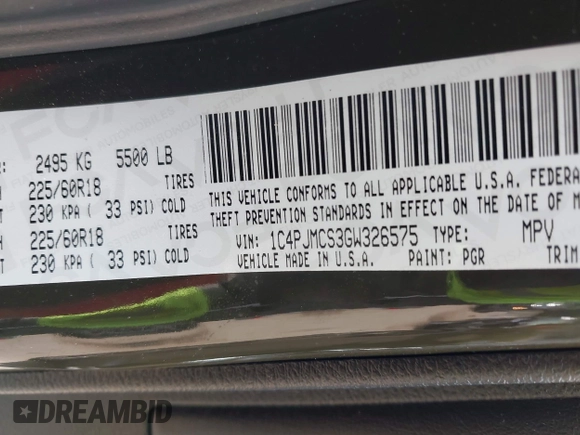 : 2495 KG 5500 LB
225/60R18 TIRES
230 KPA ( 33 PSI) COLD
225/60R18 TIRES
230 KPA ( 33 PSI) COLD
THIS VEHICLE CONFORMS TO ALL APPLICABLE U.S.A. FEDERA
THEFT PREVENTION STANDARDS IN EFFECT ON THE DATE OF M
VIN: 1C4PJMCS3GW326575 TYPE: MPV
VEHICLE MADE IN U.S.A. PAINT: PGR TRIM
DREAMBID